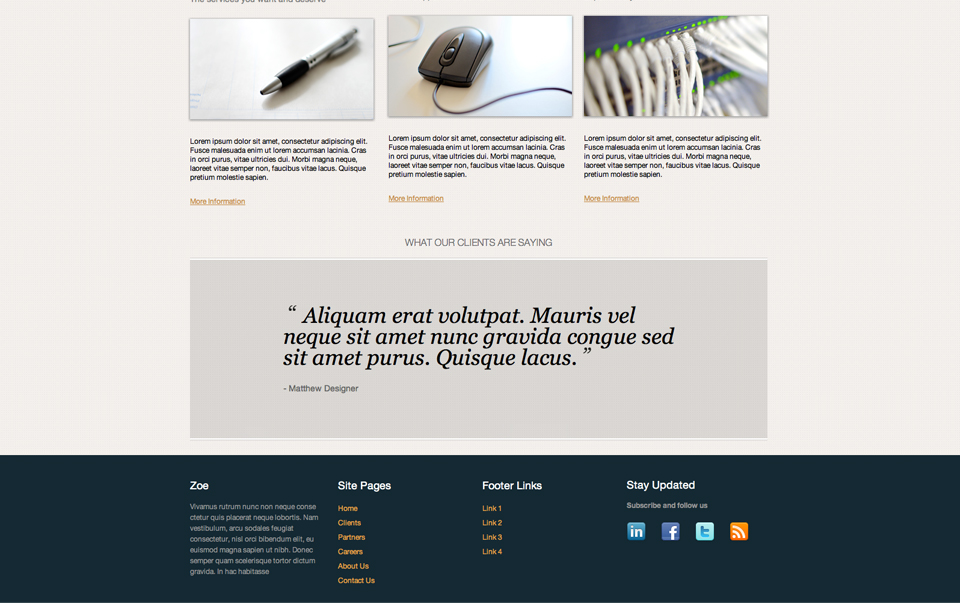 The services you want and deserve
Lorem ipsum dolor sit amet, consectetur adipiscing elit.
Fusce malesuada enim ut lorem accumsan lacinia. Cras
in orci purus, vitae ultricies dui. Morbi magna neque,
laoreet vitae semper non, faucibus vitae lacus. Quisque
pretium molestie sapien.
More Information
Lorem ipsum dolor sit amet, consectetur adipiscing elit.
Fusce malesuada enim ut lorem accumsan lacinia. Cras
in orci purus, vitae ultricies dui. Morbi magna neque,
laoreet vitae semper non, faucibus vitae lacus. Quisque
pretium molestie sapien.
More Information
Lorem ipsum dolor sit amet, consectetur adipiscing elit.
Fusce malesuada enim ut lorem accumsan lacinia. Cras
in orci purus, vitae ultricies dui. Morbi magna neque,
laoreet vitae semper non, faucibus vitae lacus. Quisque
pretium molestie sapien.
More Information
WHAT OUR CLIENTS ARE SAYING
“ Aliquam erat volutpat. Mauris vel
neque sit amet nunc gravida congue sed
sit amet purus. Quisque lacus. ”
- Matthew Designer
Zoe
Vivamus rutrum nunc non neque conse
ctetur quis placerat neque lobortis. Nam
vestibulum, arcu sodales feugiat
consectetur, nisl orci bibendum elit, eu
euismod magna sapien ut nibh. Donec
semper quam scelerisque tortor dictum
gravida. In hac habitasse
Site Pages
Home
Clients
Partners
Careers
About Us
Contact Us
Footer Links
Link 1
Link 2
Link 3
Link 4
Stay Updated
Subscribe and follow us
in
f
t